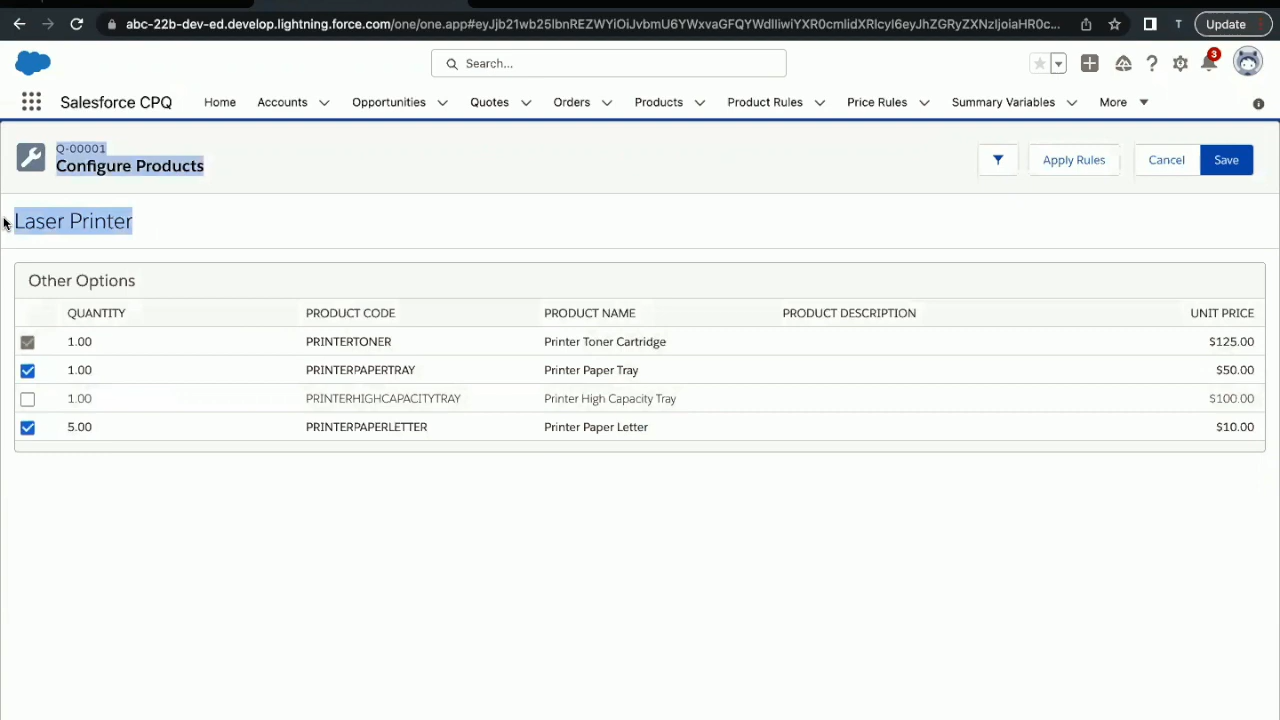 abc-22b-dev-ed.develop.lightning.force.com/one/one.app#eyJjb21wb25lbnREZWYiOiJvbmU6YWxvaGFQYWdlIiwiYXR0cmlidXRlcyI6eyJhZGRyZXNzIjoiaHR0c... T Update
Search... 3
Salesforce CPQ Home Accounts Opportunities Quotes Orders Products Product Rules Price Rules Summary Variables More
Q-00001
Configure Products Apply Rules Cancel Save
Laser Printer
Other Options
QUANTITY PRODUCT CODE PRODUCT NAME PRODUCT DESCRIPTION UNIT PRICE
1.00 PRINTERTONER Printer Toner Cartridge $125.00
1.00 PRINTERPAPERTRAY Printer Paper Tray $50.00
1.00 PRINTERHIGHCAPACITYTRAY Printer High Capacity Tray $100.00
5.00 PRINTERPAPERLETTER Printer Paper Letter $10.00